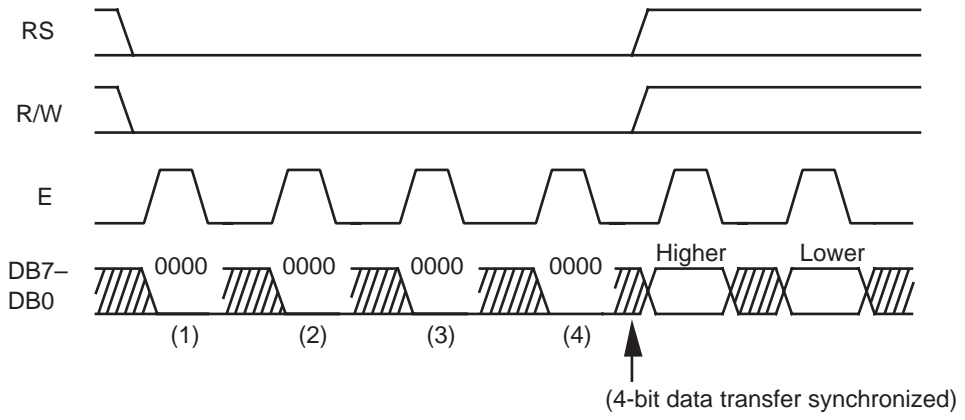 RS
R/W
E
DB7–
DB0
0000 0000 0000 0000 Higher Lower
(1) (2) (3) (4)
(4-bit data transfer synchronized)